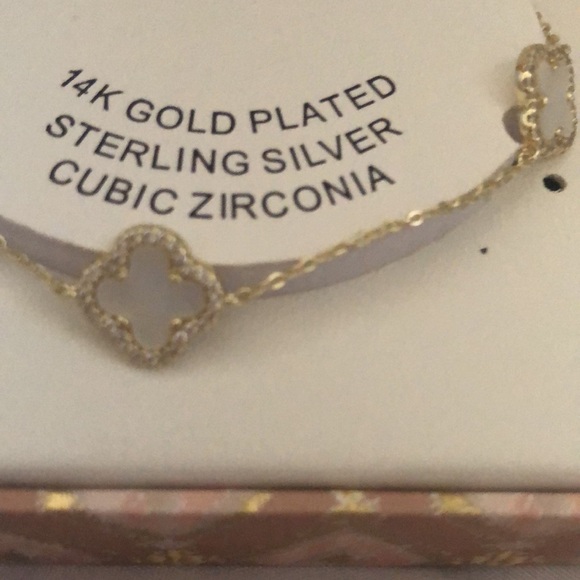 14K GOLD PLATED
STERLING SILVER
CUBIC ZIRCONIA